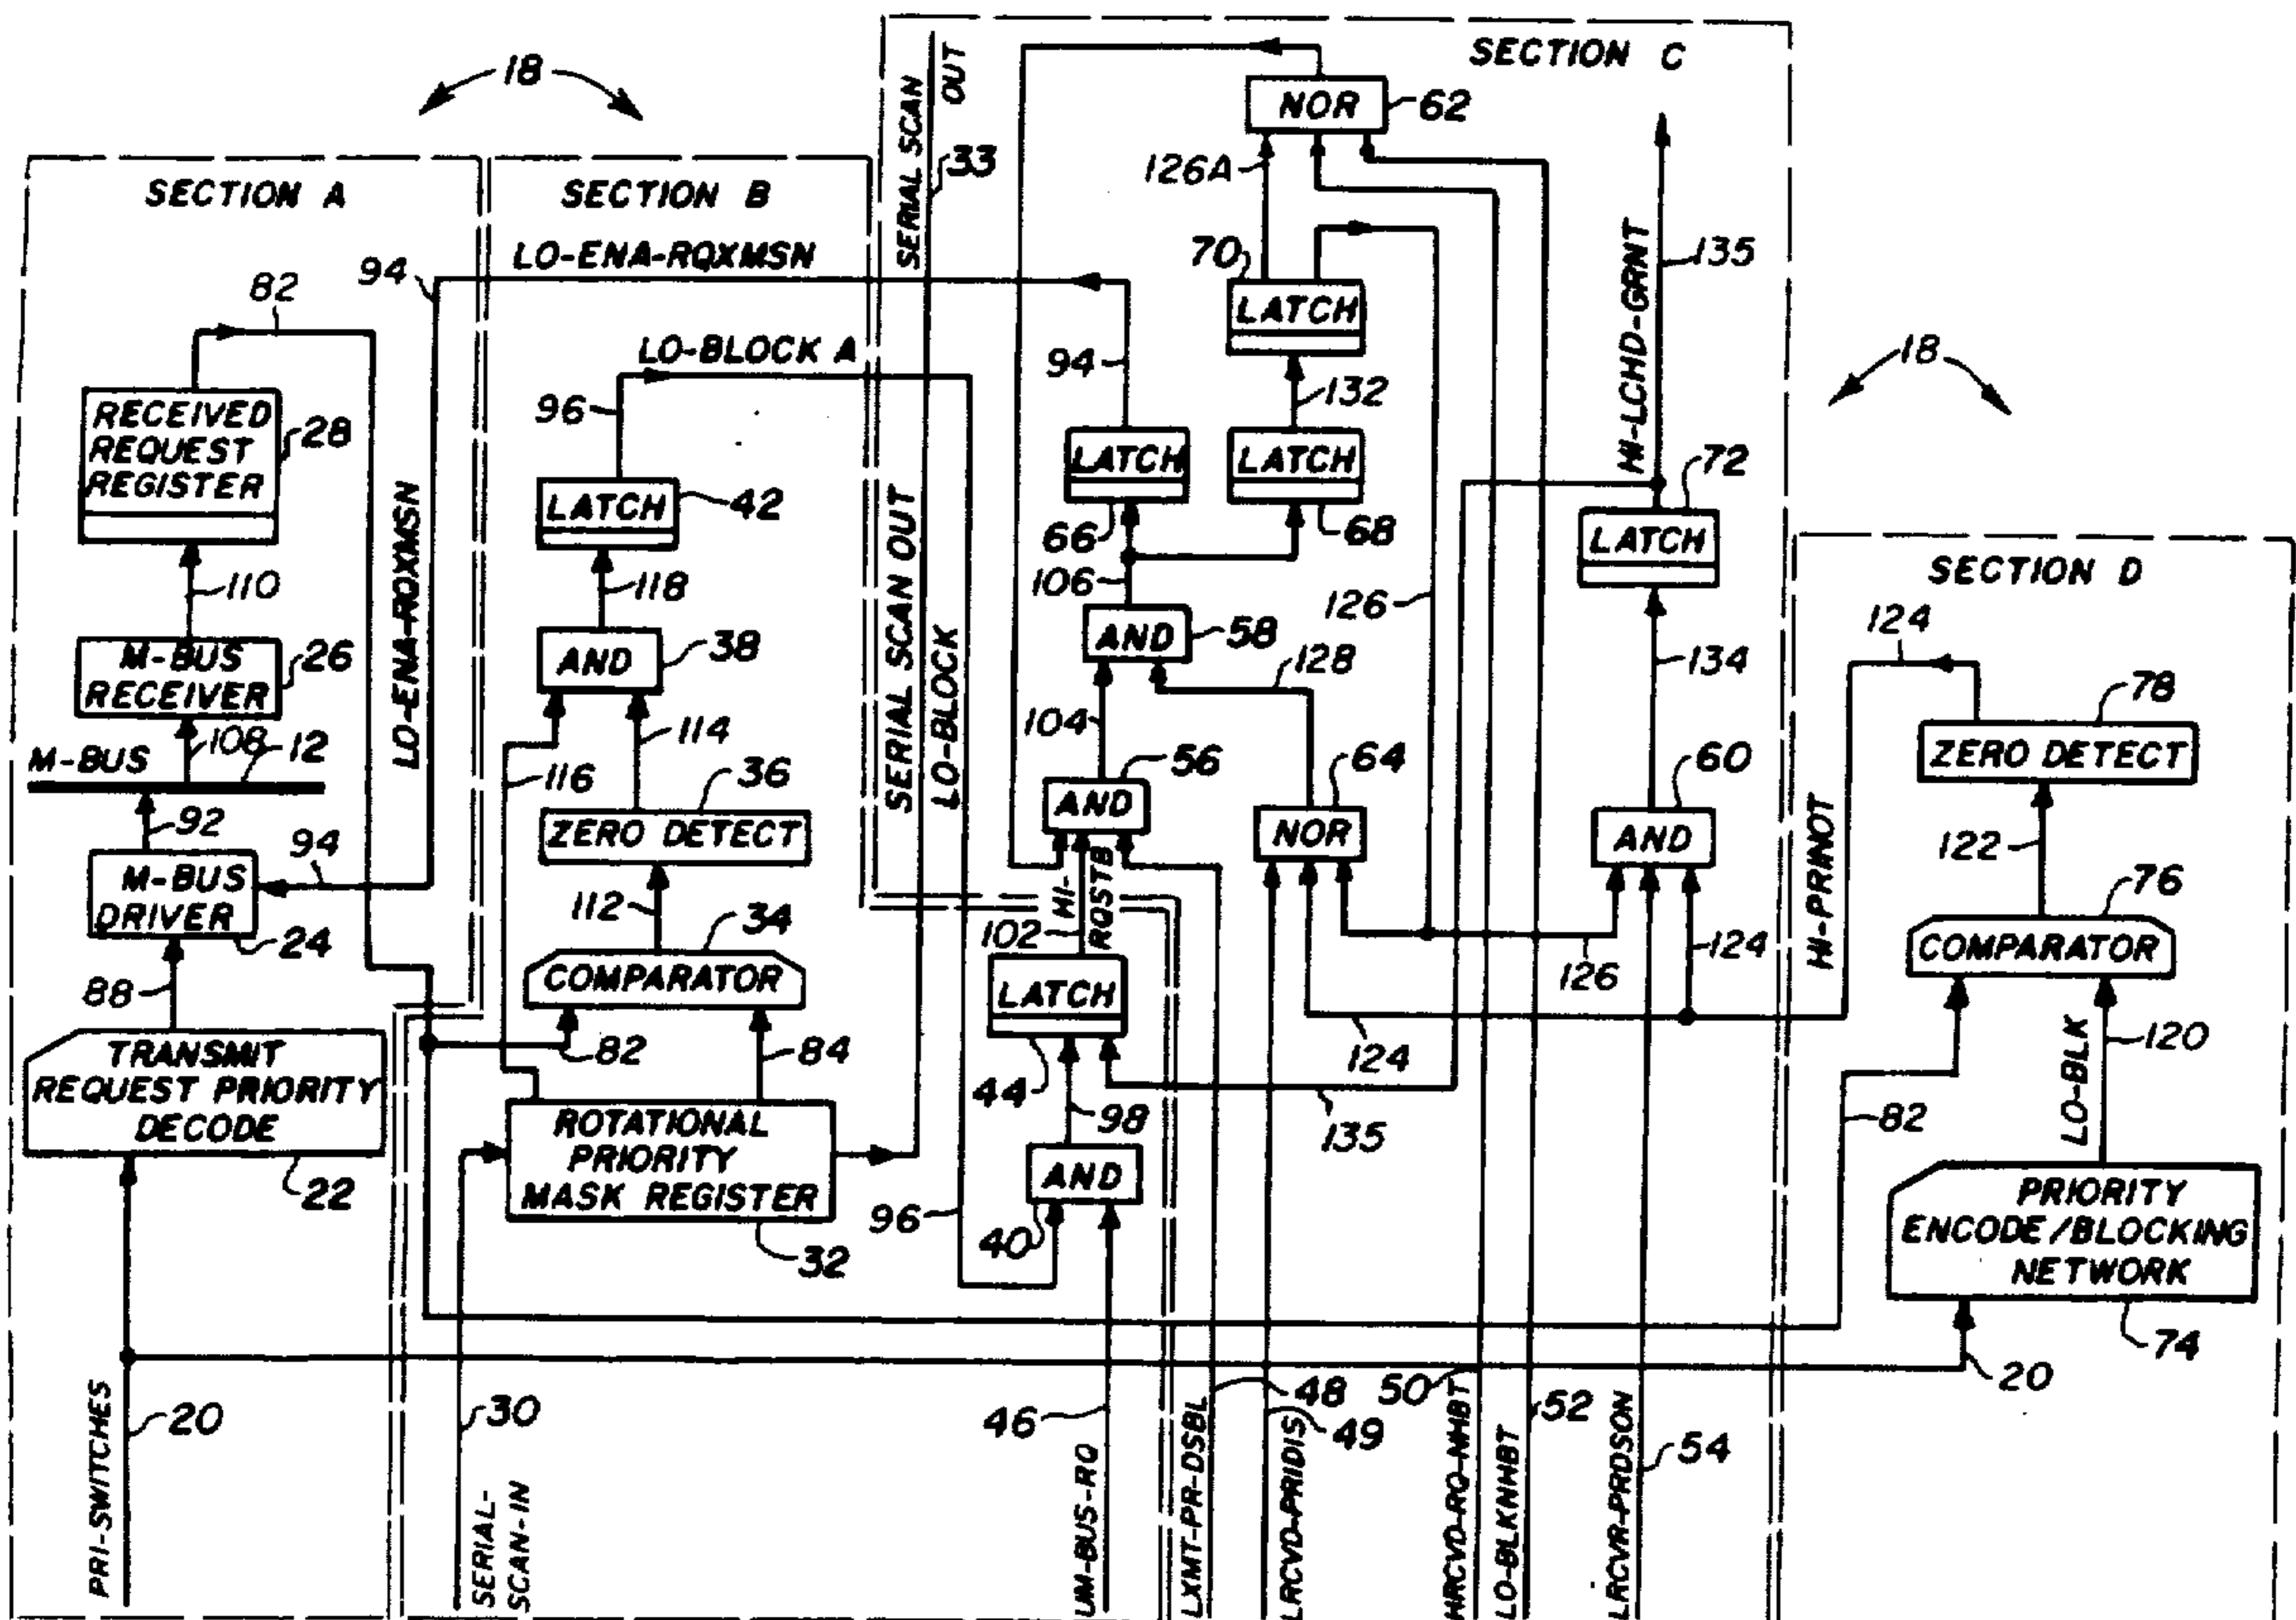 SECTION C
18
NOR
62
SERIAL SCAN
OUT
33
126A
SECTION A
SECTION B
94
LO-ENA-RQXMSN
82
70
LATCH
HI-LCHD-GRNT
135
18
LO-BLOCK A
94
132
RECEIVED
REQUEST
REGISTER
28
96
LATCH
42
LATCH
66
LATCH
68
72
LATCH
LO-ENA-RQXMSN
SERIAL SCAN OUT
LO-BLOCK
SECTION D
110
118
106
126
134
124
M-BUS
RECEIVER
26
AND
38
AND
58
128
78
108
12
M-BUS
114
116
104
ZERO DETECT
36
ZERO DETECT
56
AND
64
NOR
60
AND
HI-PRINOT
92
94
122
M-BUS
DRIVER
24
112
34
COMPARATOR
102
HI-
RQSTB
126
124
76
COMPARATOR
88
LATCH
44
124
TRANSMIT
REQUEST PRIORITY
DECODE
22
82
84
98
135
82
LO-BLK
120
ROTATIONAL
PRIORITY
MASK REGISTER
32
96
AND
40
PRIORITY
ENCODE/BLOCKING
NETWORK
74
20
PRI-SWITCHES
20
30
SERIAL-
SCAN-IN
46
UM-BUS-RQ
48
LXMT-PR-DSBL
49
LRCVD-PRIDIS
50
HRCVD-RQ-NHBT
52
LO-BLKNHBT
54
LRCVR-PRDSON